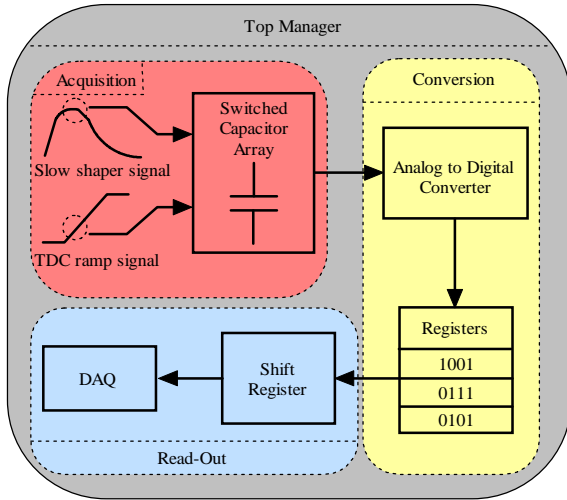 Top Manager
Acquisition
Slow shaper signal
TDC ramp signal
Switched
Capacitor
Array
Conversion
Analog to Digital
Converter
Registers
1001
0111
0101
Shift
Register
DAQ
Read-Out